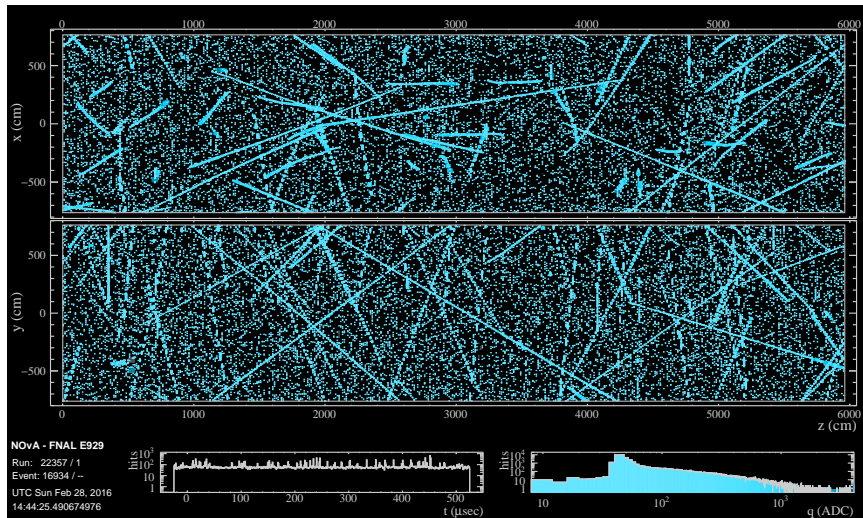 0 1000 2000 3000 4000 5000 6000
x (cm)
500
0
−500
y (cm)
500
0
−500
0 1000 2000 3000 4000 5000 6000
z (cm)
NOvA - FNAL E929
Run: 22357 / 1
Event: 16934 / --
UTC Sun Feb 28, 2016
14:44:25.490674976
hits
10³
10²
10
1
0 100 200 300 400 500
t (μsec)
hits
10⁴
10³
10²
10
1
10 10² 10³
q (ADC)